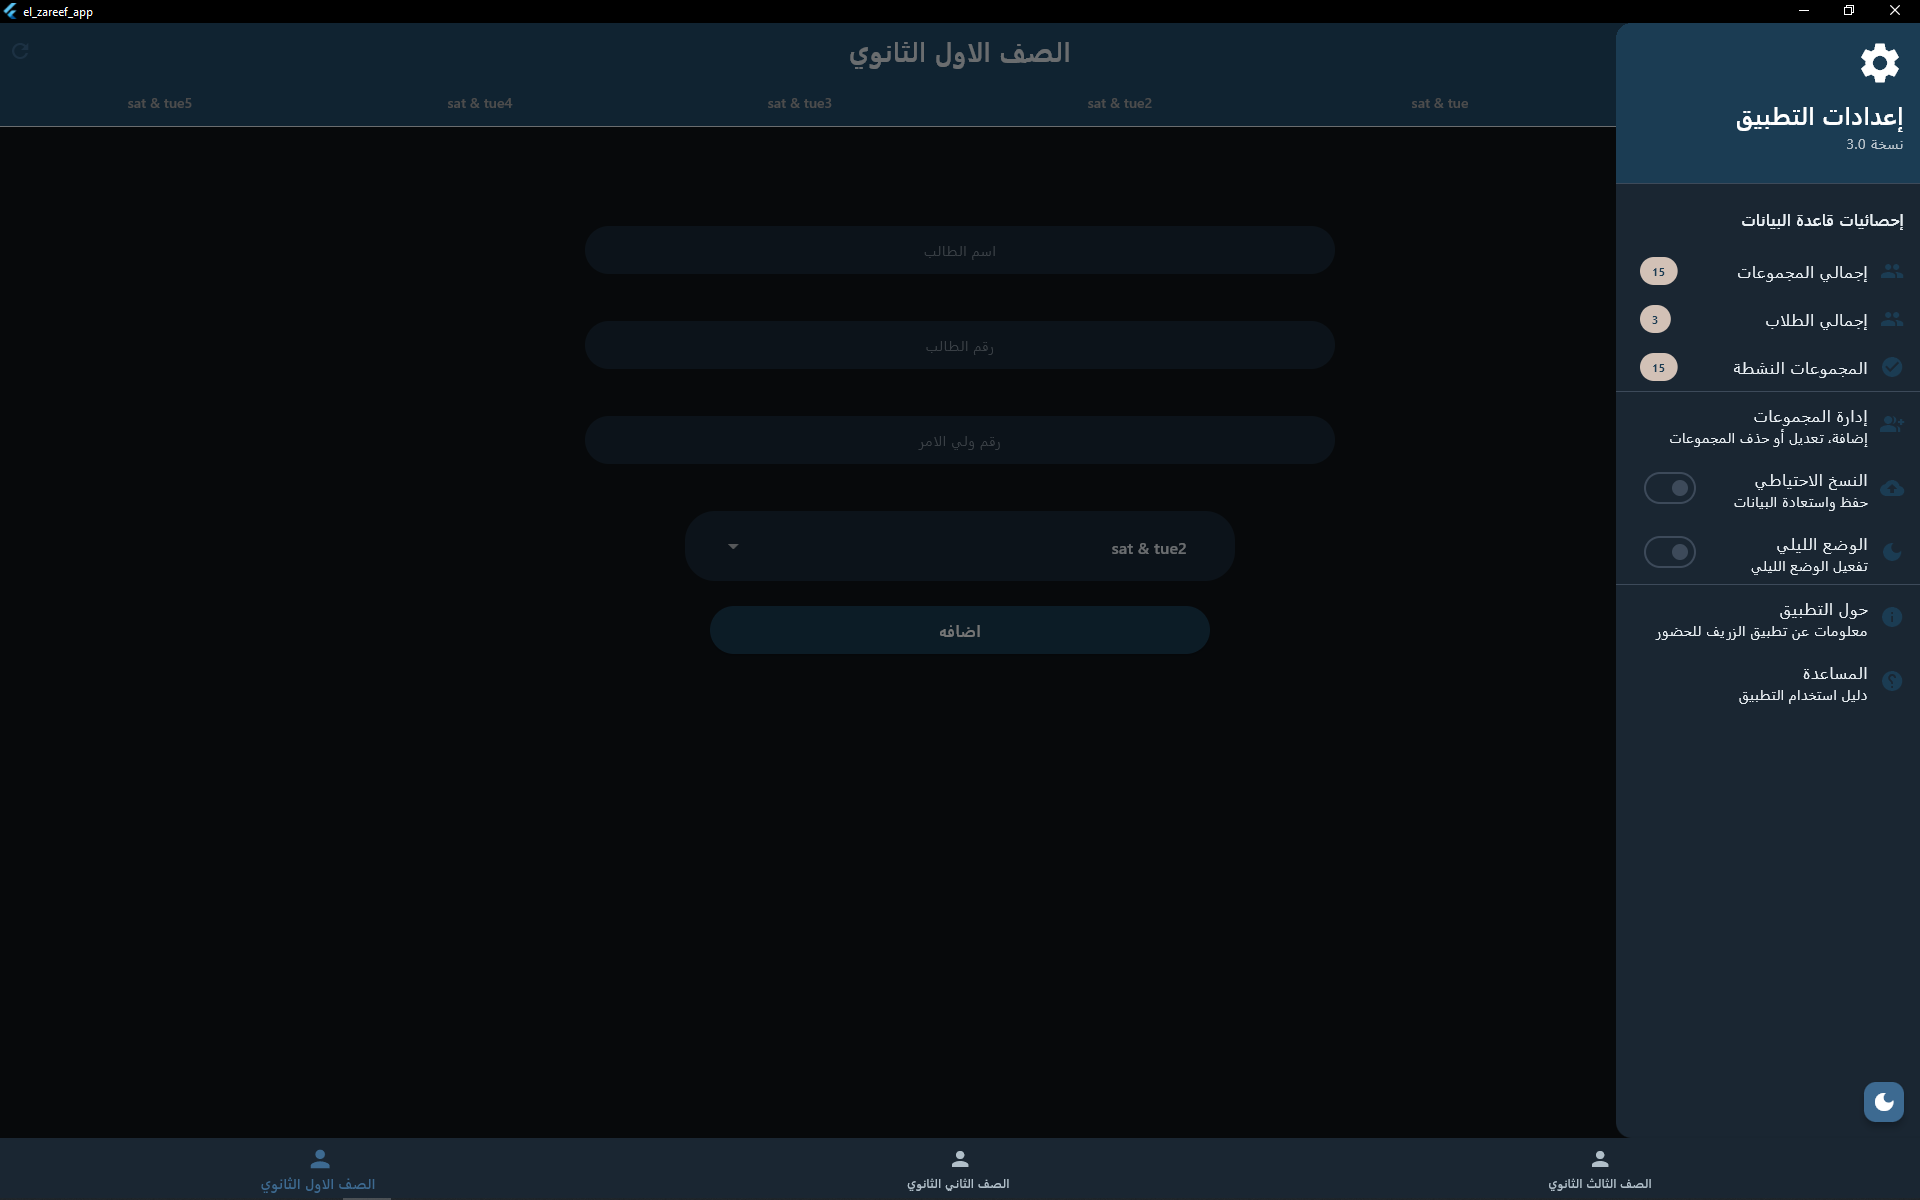 el_zareef_app
الصف الاول الثانوي
sat & tue
sat & tue2
sat & tue3
sat & tue4
sat & tue5
اسم الطالب
رقم الطالب
رقم ولي الامر
sat & tue2
اضافه
إعدادات التطبيق
نسخة 3.0
إحصائيات قاعدة البيانات
إجمالي المجموعات 15
إجمالي الطلاب 3
المجموعات النشطة 15
إدارة المجموعات
إضافة، تعديل أو حذف المجموعات
النسخ الاحتياطي
حفظ واستعادة البيانات
الوضع الليلي
تفعيل الوضع الليلي
حول التطبيق
معلومات عن تطبيق الزريف للحضور
المساعدة
دليل استخدام التطبيق
الصف الثالث الثانوي
الصف الثاني الثانوي
الصف الاول الثانوي